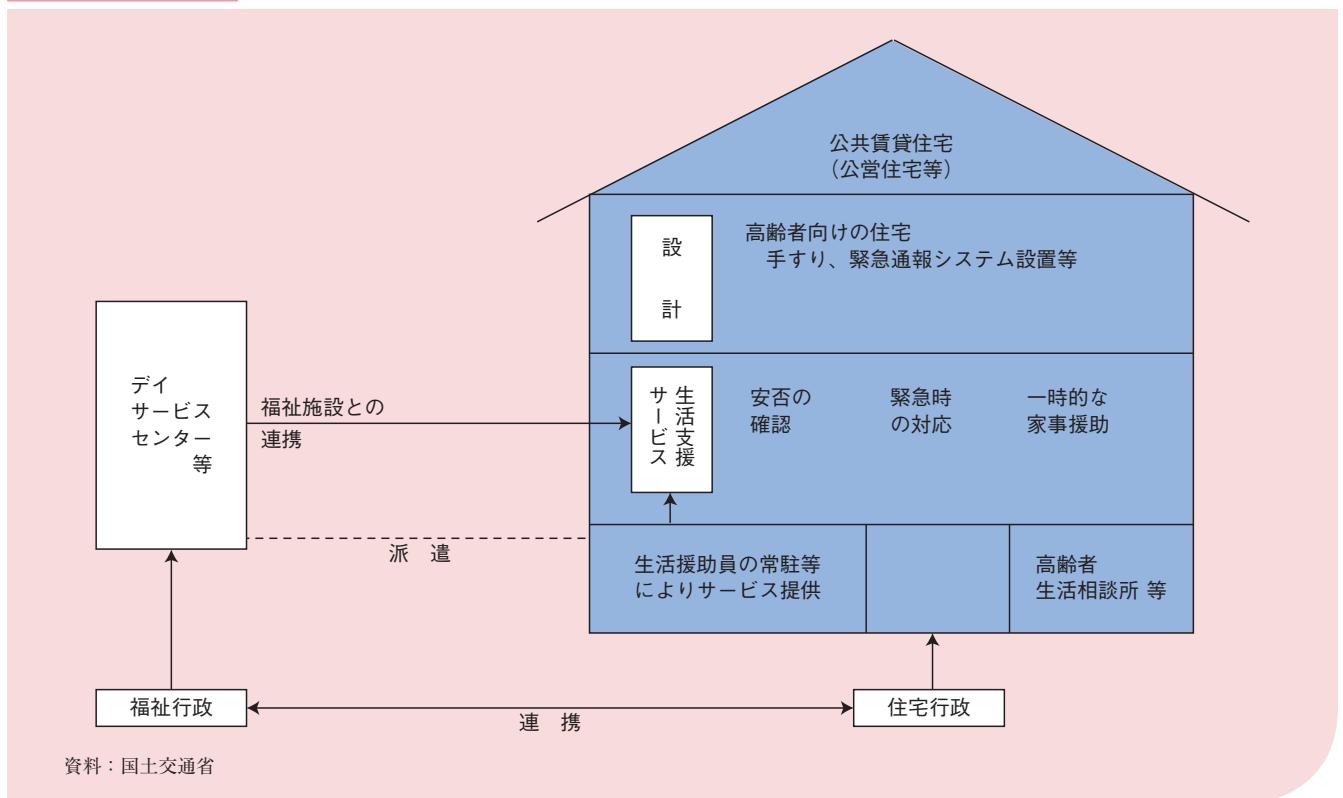 公共賃貸住宅
（公営住宅等）
設計
高齢者向けの住宅
手すり、緊急通報システム設置等
デイ
サービス
センター
等
福祉施設との
連携
生活支援
サービス
安否の
確認
緊急時
の対応
一時的な
家事援助
派 遣
生活援助員の常駐等
によりサービス提供
高齢者
生活相談所 等
福祉行政
連 携
住宅行政
資料：国土交通省